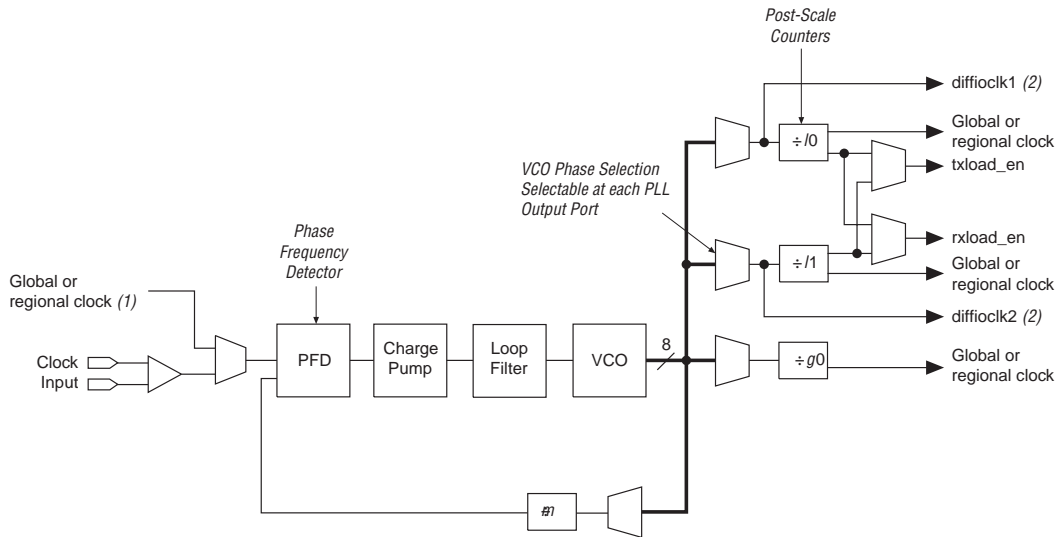 Post-Scale
Counters
diffioclk1 (2)
Global or
regional clock
÷l0
txload_en
VCO Phase Selection
Selectable at each PLL
Output Port
rxload_en
÷l1
Global or
regional clock
Phase
Frequency
Detector
Global or
regional clock (1)
diffioclk2 (2)
Clock
Input
PFD
Charge
Pump
Loop
Filter
VCO
8
÷g0
Global or
regional clock